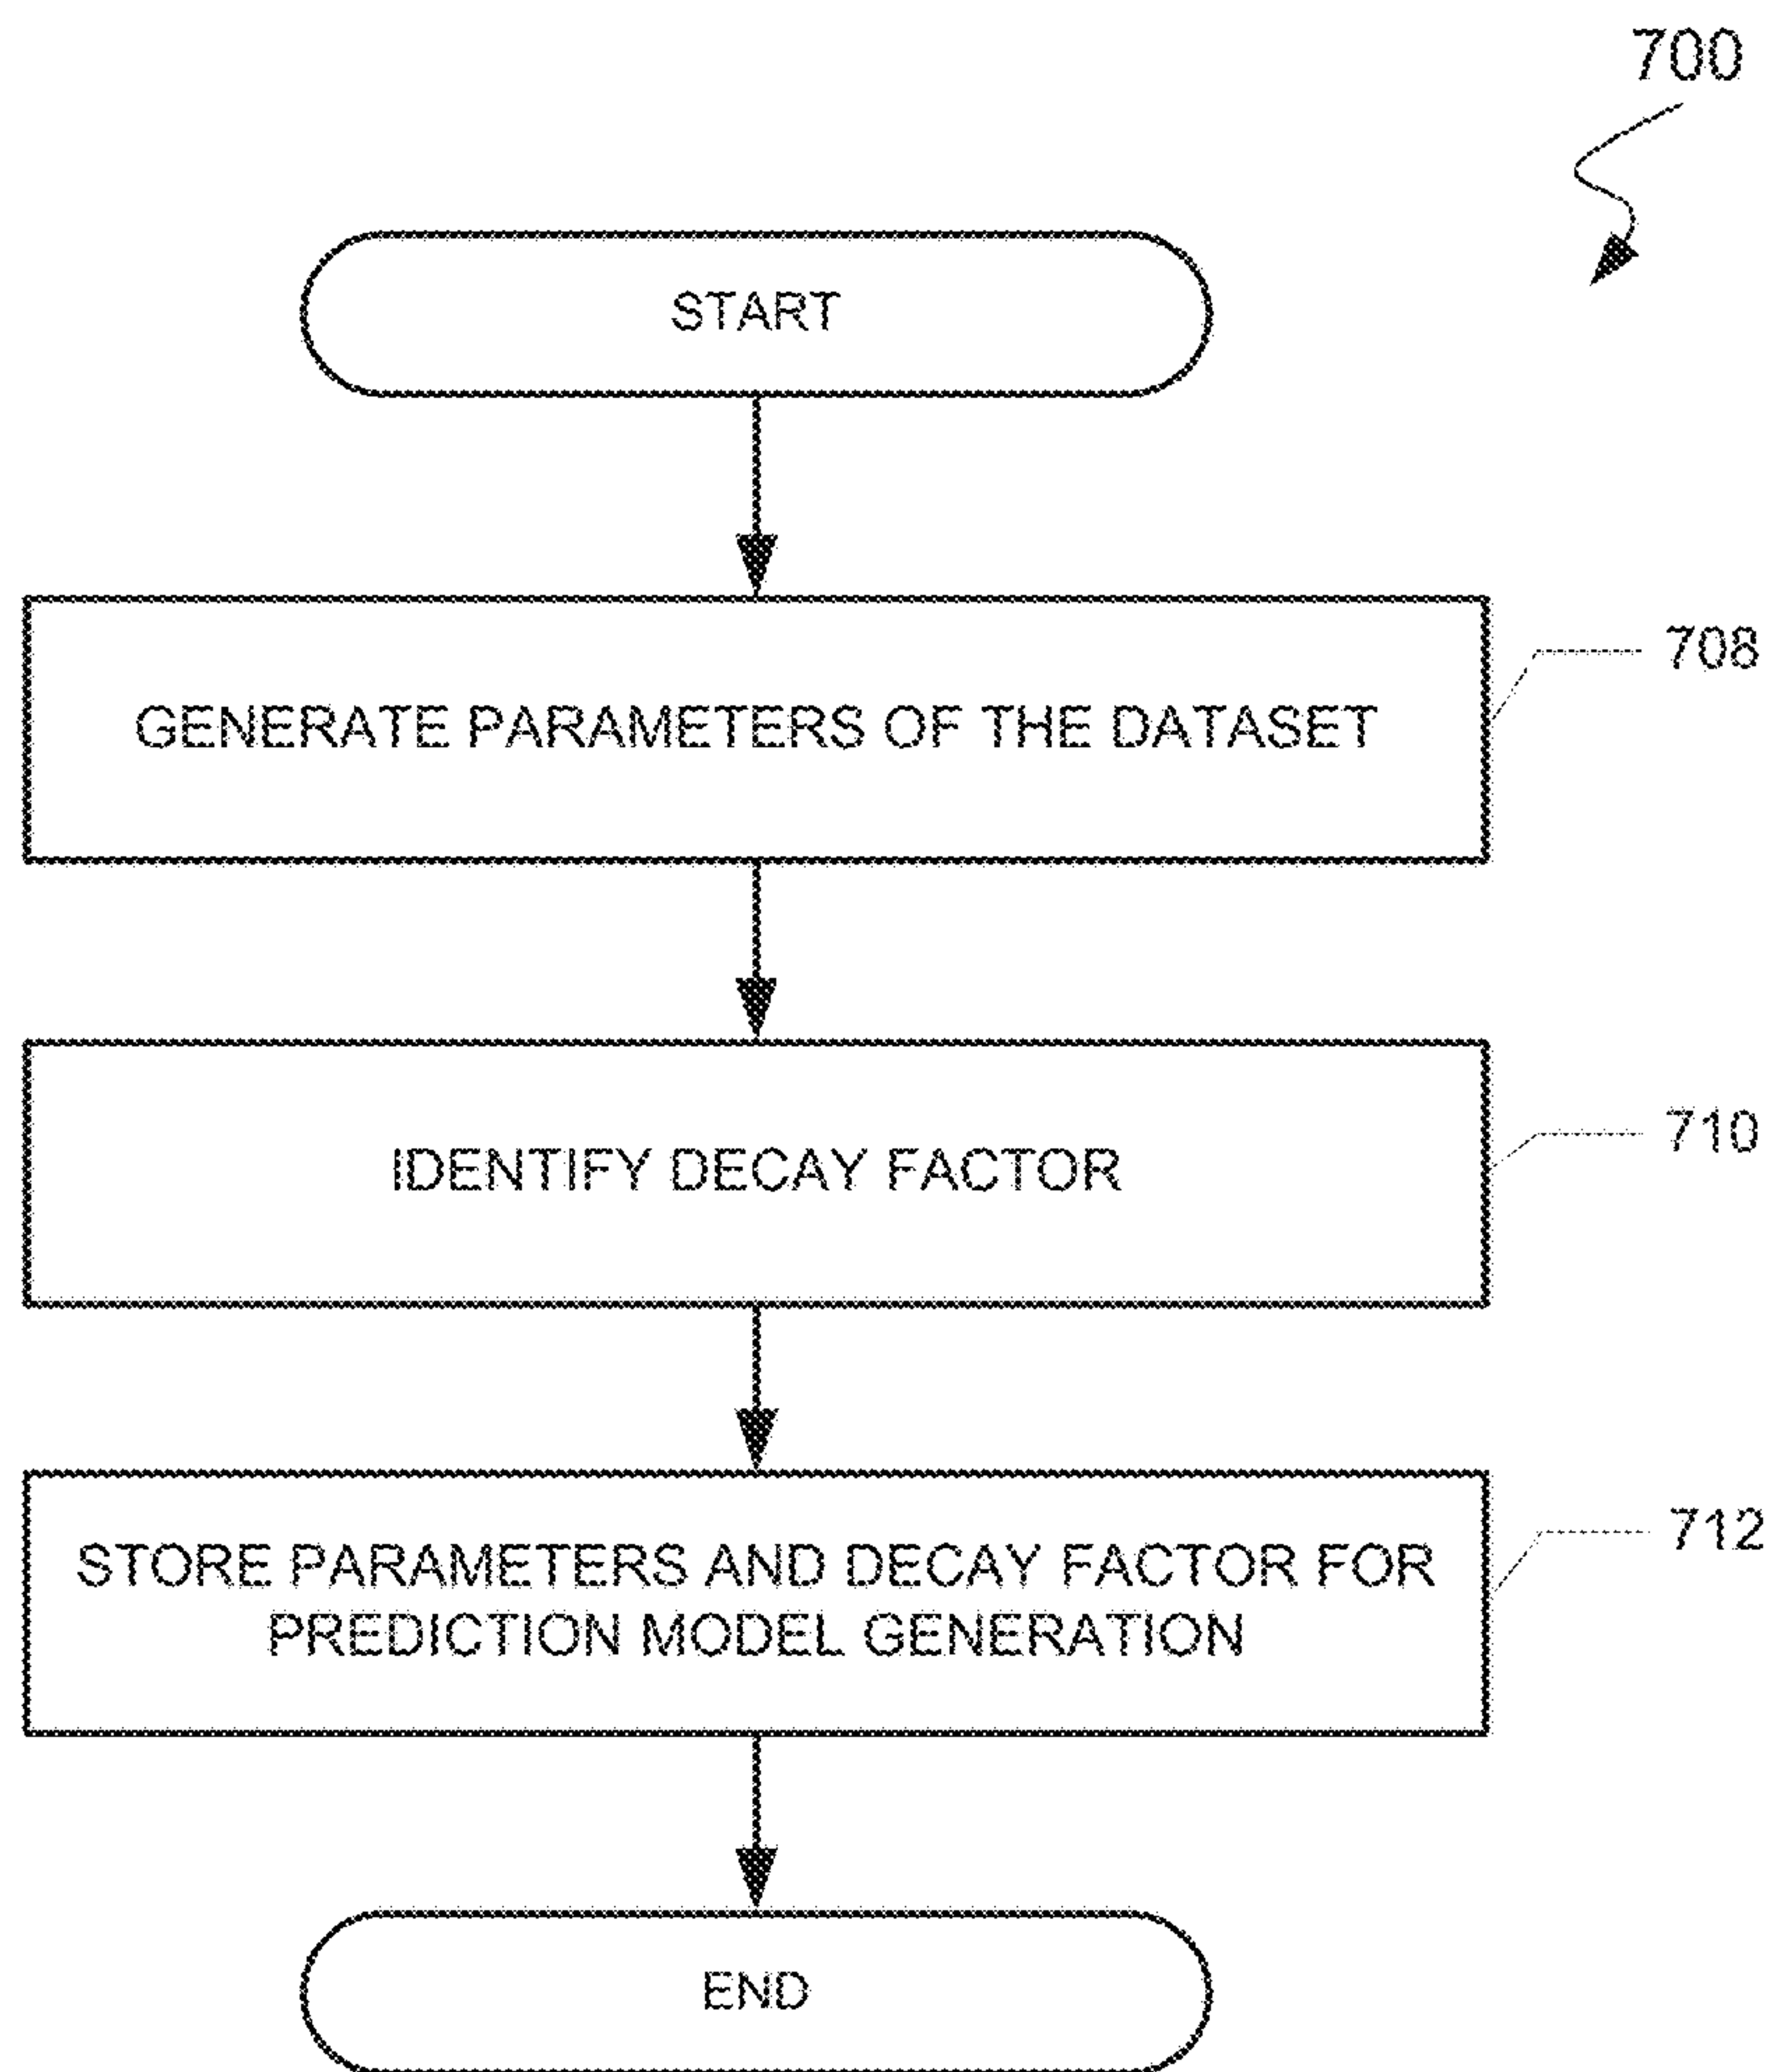 700
START
GENERATE PARAMETERS OF THE DATASET
708
IDENTIFY DECAY FACTOR
710
STORE PARAMETERS AND DECAY FACTOR FOR
PREDICTION MODEL GENERATION
712
END